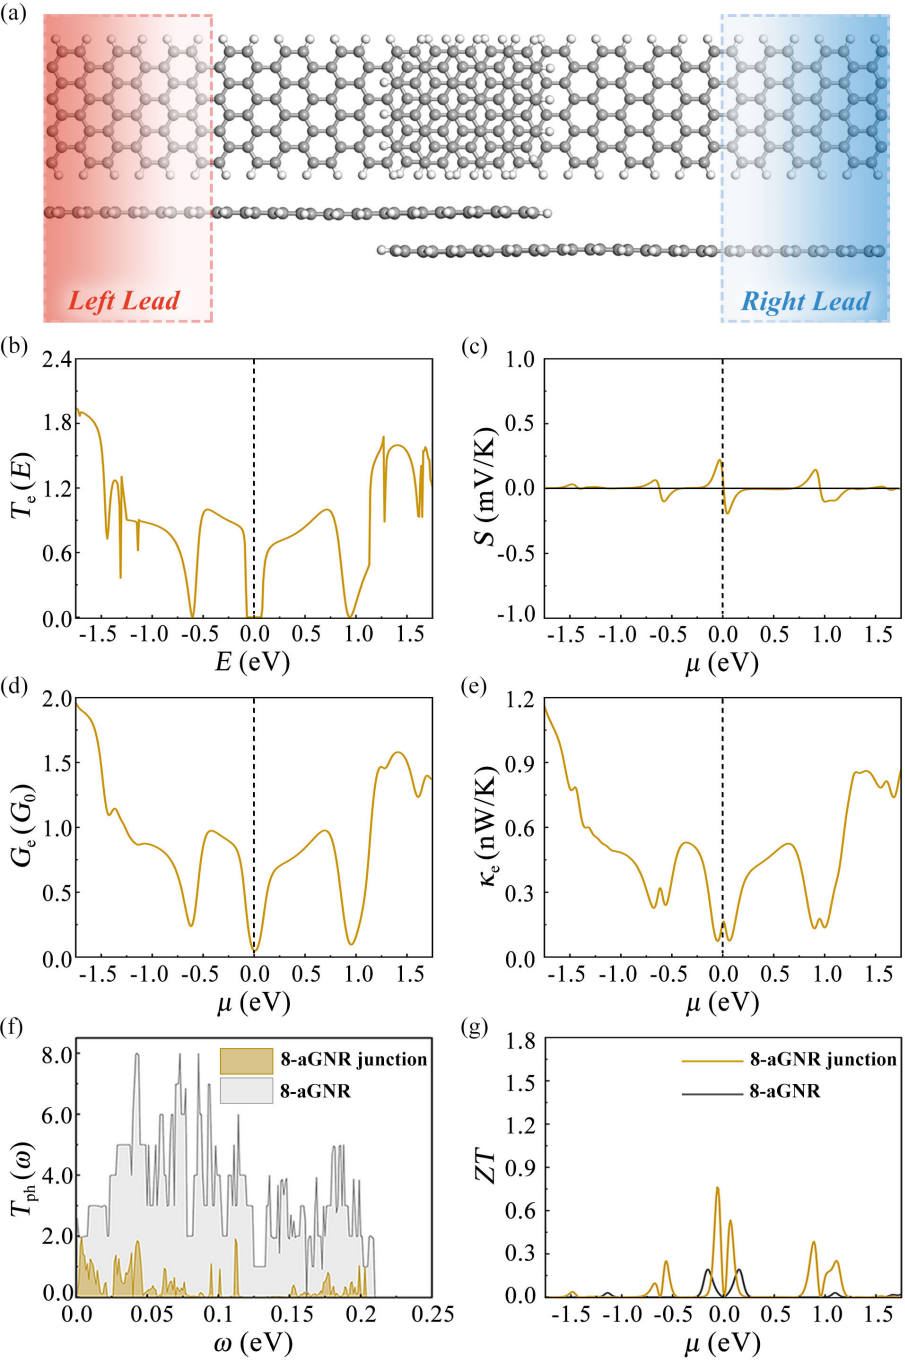 (a)
Left Lead
Right Lead
(b)
2.4
1.8
1.2
0.6
0.0
Tₑ(E)
-1.5 -1.0 -0.5 0.0 0.5 1.0 1.5
E (eV)
(c)
1.0
0.5
0.0
-0.5
-1.0
S (mV/K)
-1.5 -1.0 -0.5 0.0 0.5 1.0 1.5
μ (eV)
(d)
2.0
1.5
1.0
0.5
0.0
Gₑ(G₀)
-1.5 -1.0 -0.5 0.0 0.5 1.0 1.5
μ (eV)
(e)
1.2
0.9
0.6
0.3
0.0
κₑ(nW/K)
-1.5 -1.0 -0.5 0.0 0.5 1.0 1.5
μ (eV)
(f)
8.0
6.0
4.0
2.0
0.0
Tph(ω)
8-aGNR junction
8-aGNR
0.00 0.05 0.10 0.15 0.20 0.25
ω (eV)
(g)
1.8
1.5
1.2
0.9
0.6
0.3
0.0
ZT
8-aGNR junction
8-aGNR
-1.5 -1.0 -0.5 0.0 0.5 1.0 1.5
μ (eV)